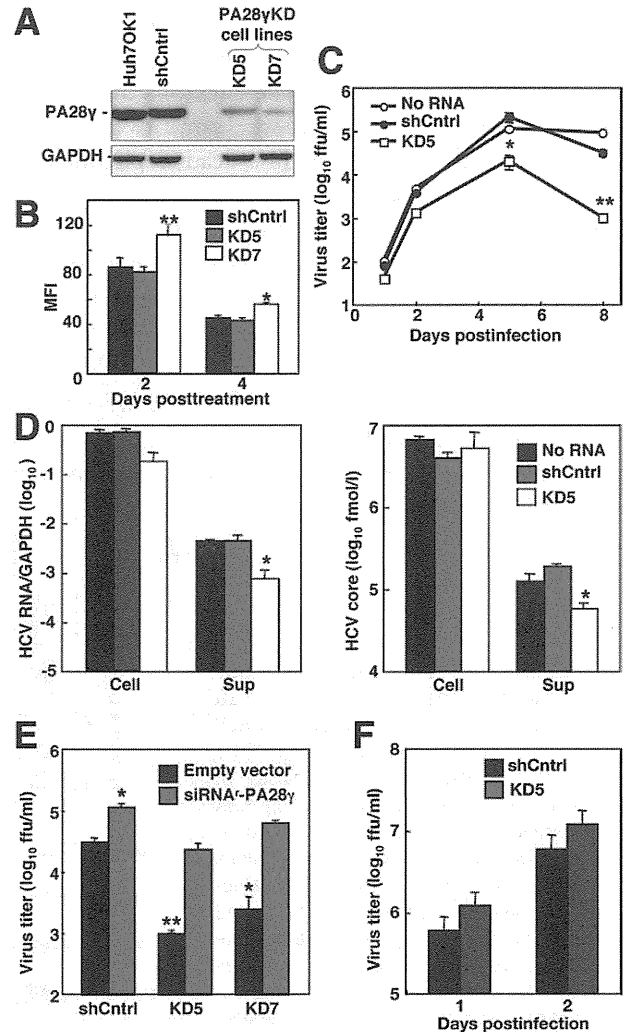 A
Huh7OK1
shCntrl
PA28γKD
cell lines
KD5
KD7
PA28γ -
GAPDH -
B
MFI
120
80
40
0
**
*
shCntrl
KD5
KD7
2
4
Days posttreatment
C
Virus titer (log10 ffu/ml)
6
5
4
3
2
1
No RNA
shCntrl
KD5
*
**
0
2
4
6
8
Days postinfection
D
HCV RNA/GAPDH (log10)
-0
-1
-2
-3
-4
-5
*
Cell
Sup
HCV core (log10 fmol/l)
7
6
5
4
No RNA
shCntrl
KD5
*
Cell
Sup
E
Virus titer (log10 ffu/ml)
6
5
4
3
2
Empty vector
siRNAr-PA28γ
*
**
*
shCntrl
KD5
KD7
F
Virus titer (log10 ffu/ml)
8
7
6
5
shCntrl
KD5
1
2
Days postinfection